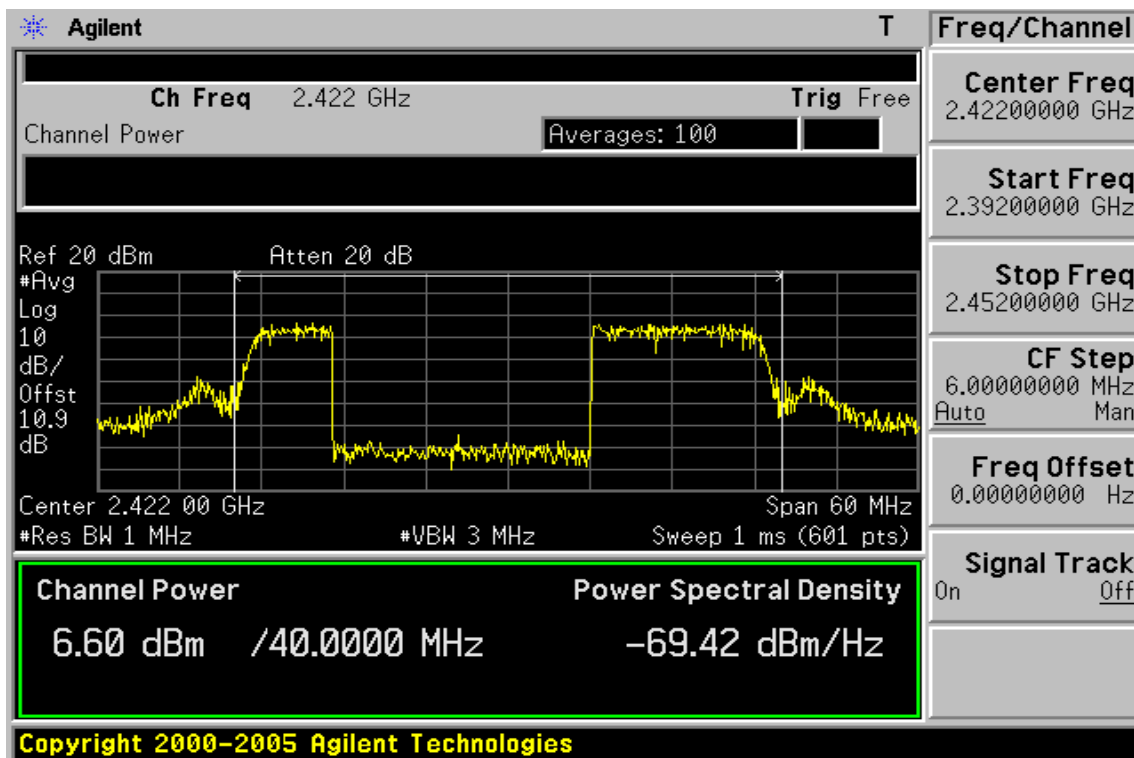 Agilent T
Ch Freq 2.422 GHz Trig Free
Channel Power Averages: 100
Ref 20 dBm Atten 20 dB
#Avg
Log
10
dB/
Offst
10.9
dB
Center 2.422 00 GHz Span 60 MHz
#Res BW 1 MHz #VBW 3 MHz Sweep 1 ms (601 pts)
Channel Power Power Spectral Density
6.60 dBm /40.0000 MHz -69.42 dBm/Hz
Copyright 2000-2005 Agilent Technologies
Freq/Channel
Center Freq
2.42200000 GHz
Start Freq
2.39200000 GHz
Stop Freq
2.45200000 GHz
CF Step
6.00000000 MHz
Auto Man
Freq Offset
0.00000000 Hz
Signal Track
On Off